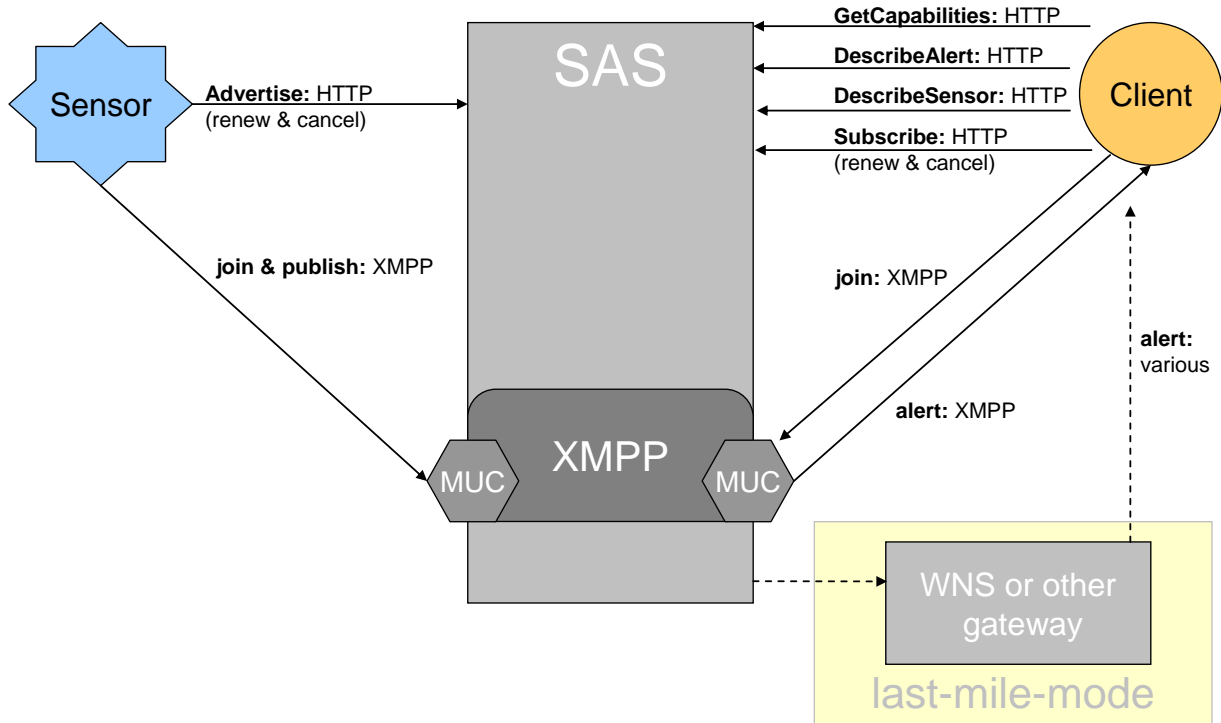 GetCapabilities: HTTP
SAS
DescribeAlert: HTTP
Sensor
Advertise: HTTP
(renew & cancel)
DescribeSensor: HTTP
Client
Subscribe: HTTP
(renew & cancel)
join & publish: XMPP
join: XMPP
alert:
various
alert: XMPP
XMPP
MUC
MUC
WNS or other
gateway
last-mile-mode